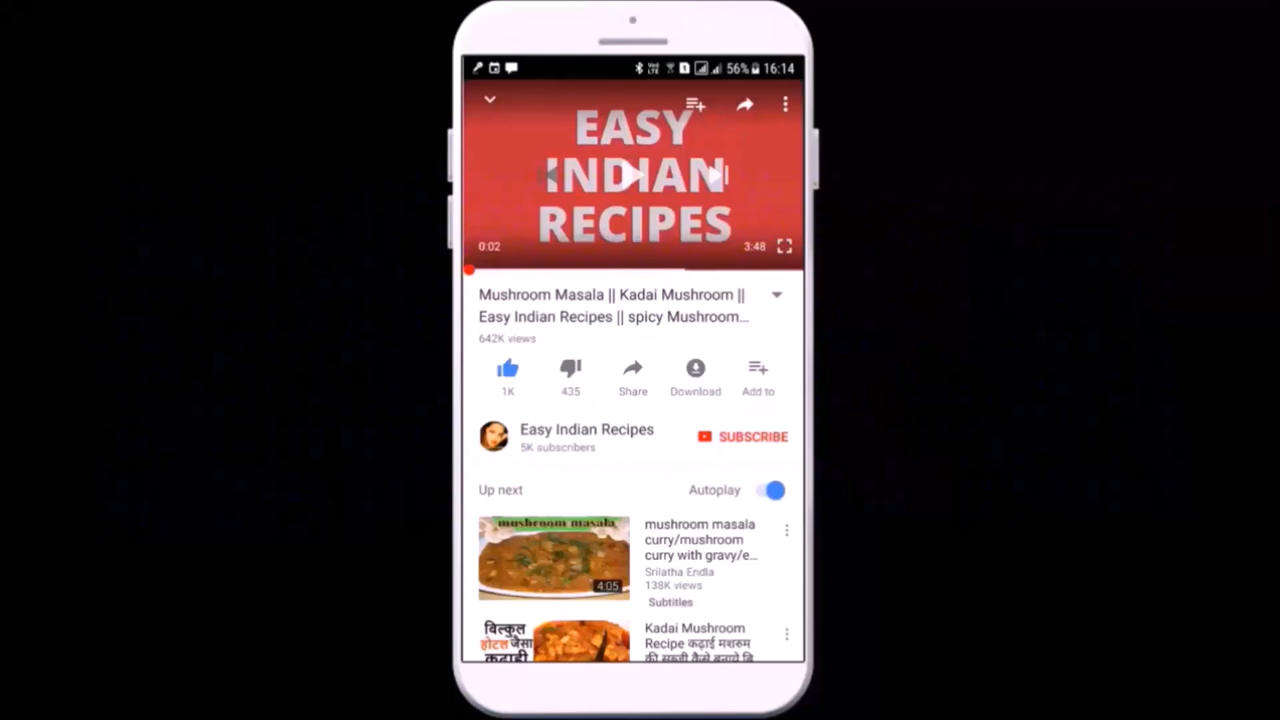 56% 16:14
EASY
INDIAN
RECIPES
0:02 3:48
Mushroom Masala || Kadai Mushroom ||
Easy Indian Recipes || spicy Mushroom...
642K views
1K 435 Share Download Add to
Easy Indian Recipes
5K subscribers
SUBSCRIBE
Up next Autoplay
mushroom masala
4:05
mushroom masala
curry/mushroom
curry with gravy/e...
Srilatha Endla
138K views
Subtitles
बिल्कुल
होटल जैसा
कढ़ाही
Kadai Mushroom
Recipe कढ़ाई मशरूम
की सब्ज़ी कैसे बनाये बि